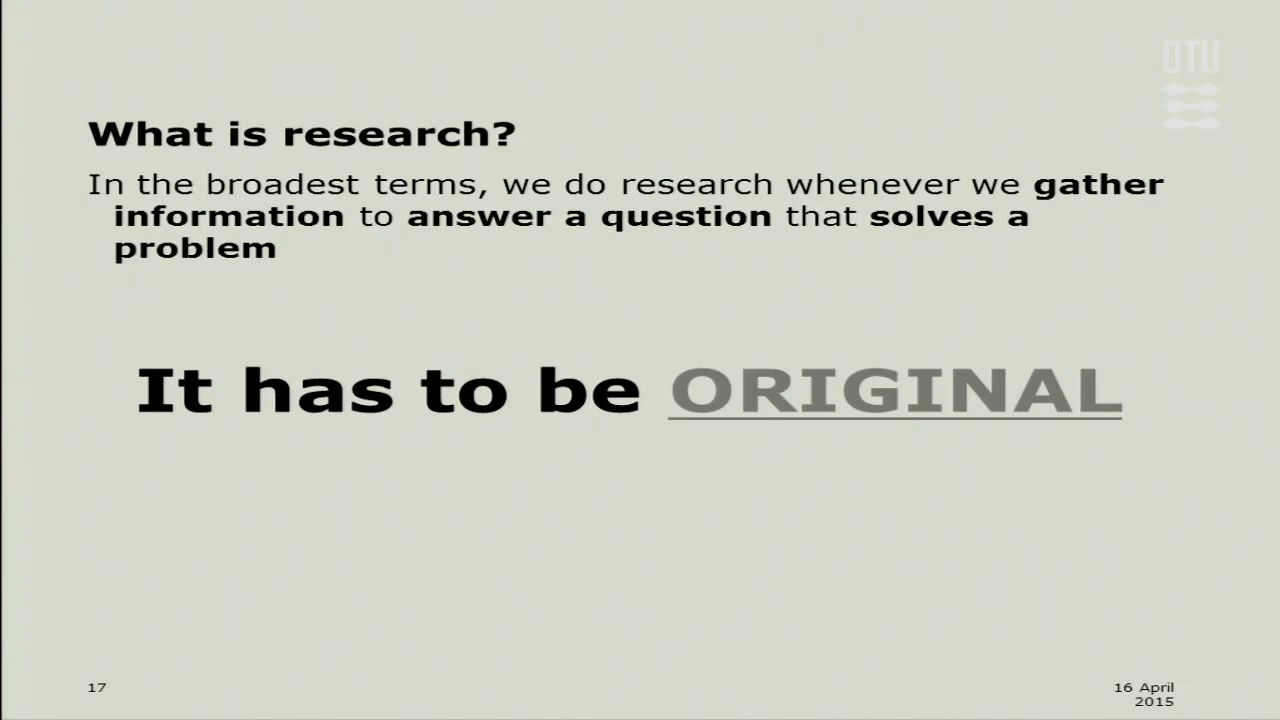 DTU
What is research?
In the broadest terms, we do research whenever we gather
information to answer a question that solves a
problem
It has to be ORIGINAL
17
16 April
2015